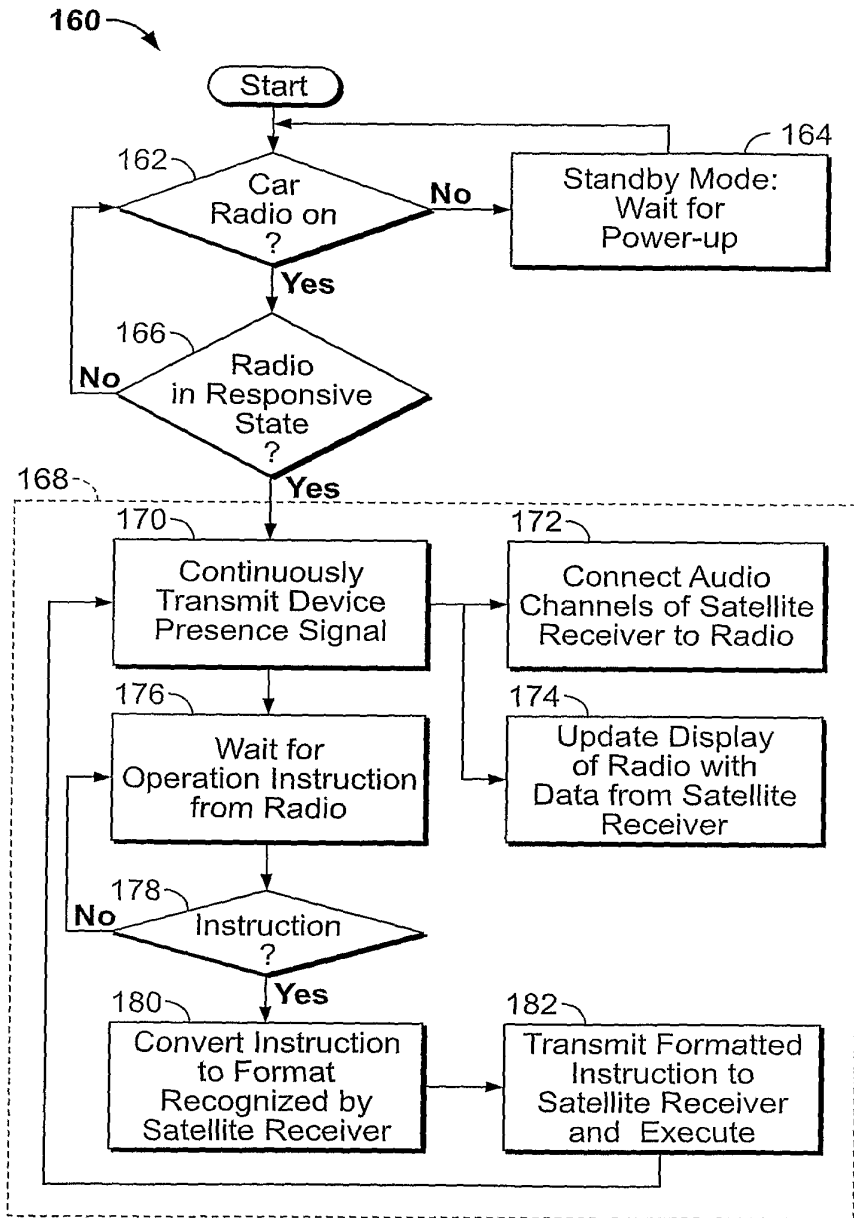 160
Start
162
Car
Radio on
?
No
164
Standby Mode:
Wait for
Power-up
Yes
166
Radio
in Responsive
State
?
No
Yes
168
170
Continuously
Transmit Device
Presence Signal
172
Connect Audio
Channels of Satellite
Receiver to Radio
174
Update Display
of Radio with
Data from Satellite
Receiver
176
Wait for
Operation Instruction
from Radio
178
Instruction
?
No
Yes
180
Convert Instruction
to Format
Recognized by
Satellite Receiver
182
Transmit Formatted
Instruction to
Satellite Receiver
and Execute